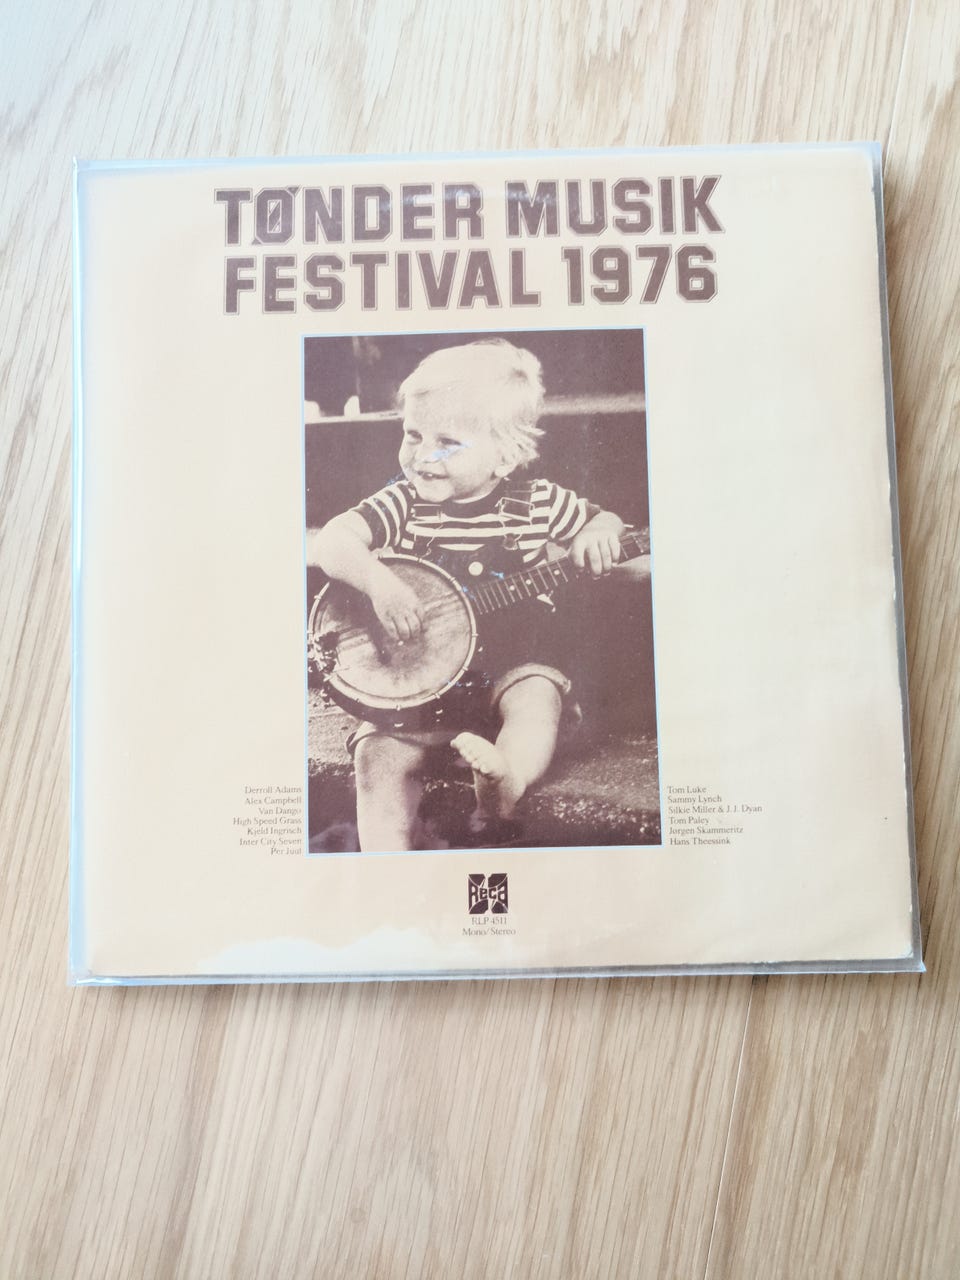 TØNDER MUSIK
FESTIVAL 1976
Derroll Adams
Alex Campbell
Van Dango
High Speed Grass
Kjeld Ingrisch
Inter City Seven
Per Juul
Tom Luke
Sammy Lynch
Silkie Miller & J.J. Dyan
Tom Paley
Jørgen Skammeritz
Hans Theessink
Reca
RLP 4511
Mono/Stereo